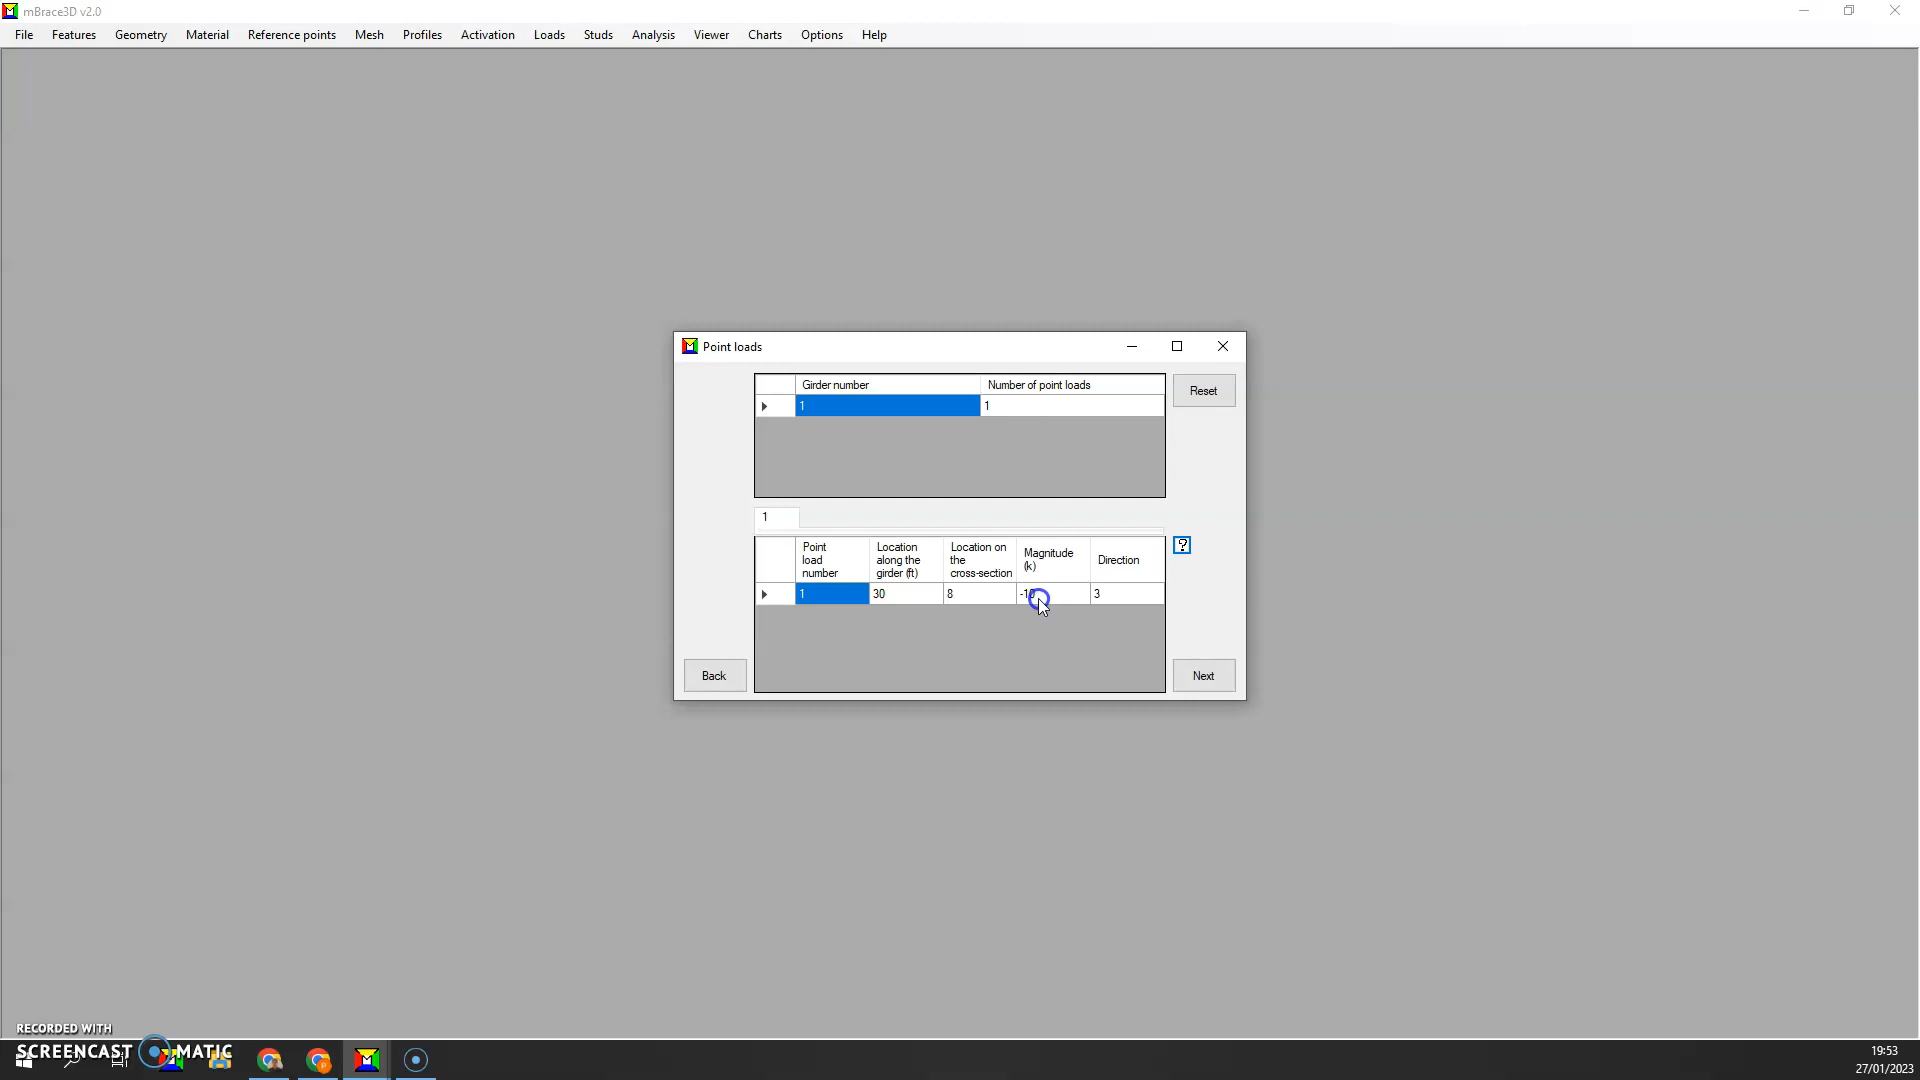 mBrace3D v2.0
File Features Geometry Material Reference points Mesh Profiles Activation Loads Studs Analysis Viewer Charts Options Help
Point loads
Girder number Number of point loads
1 1
Reset
1
Point load number Location along the girder (ft) Location on the cross-section Magnitude (k) Direction
?
1 30 8 -10 3
Back Next
RECORDED WITH
SCREENCAST MATIC
19:53
27/01/2023